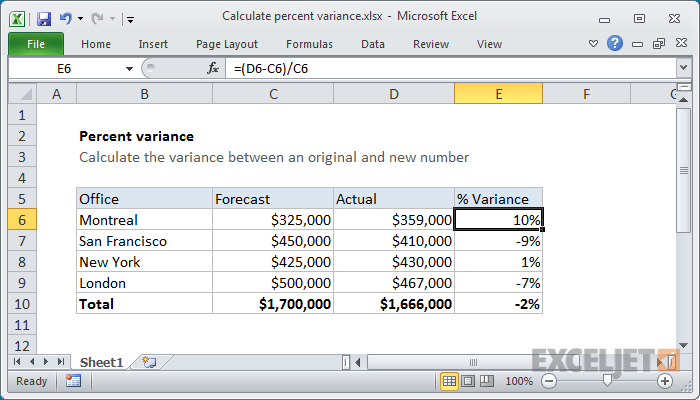 Calculate percent variance.xlsx - Microsoft Excel
File Home Insert Page Layout Formulas Data Review View
E6 fx =(D6-C6)/C6
A B C D E F G
1
2 Percent variance
3 Calculate the variance between an original and new number
4
5 Office Forecast Actual % Variance
6 Montreal $325,000 $359,000 10%
7 San Francisco $450,000 $410,000 -9%
8 New York $425,000 $430,000 1%
9 London $500,000 $467,000 -7%
10 Total $1,700,000 $1,666,000 -2%
11
12
Sheet1
EXCELJET
Ready 100%